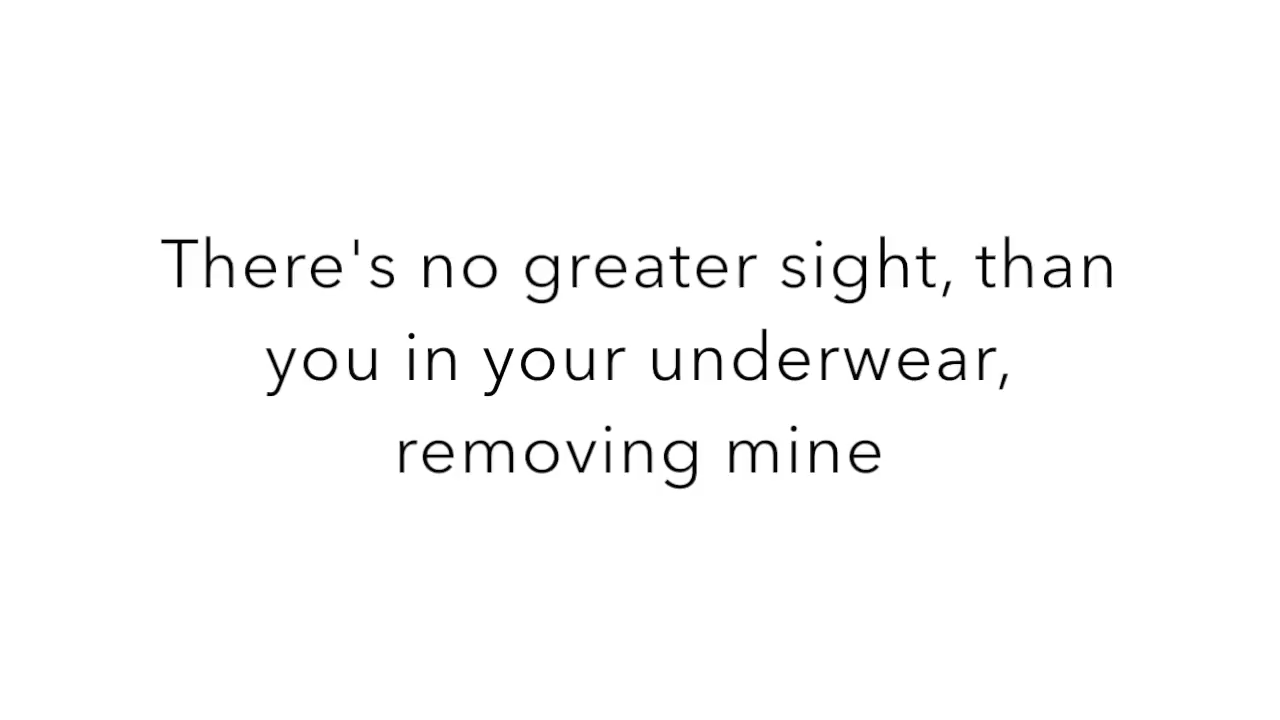 There's no greater sight, than
you in your underwear,
removing mine